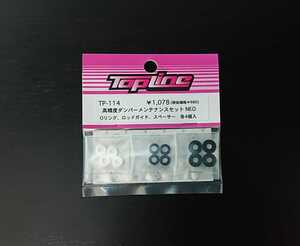 TopLine
TP-114 ￥1,078(税抜価格￥980)
高精度ダンパーメンテナンスセット NEO
Oリング、ロッドガイド、スペーサー 各4個入